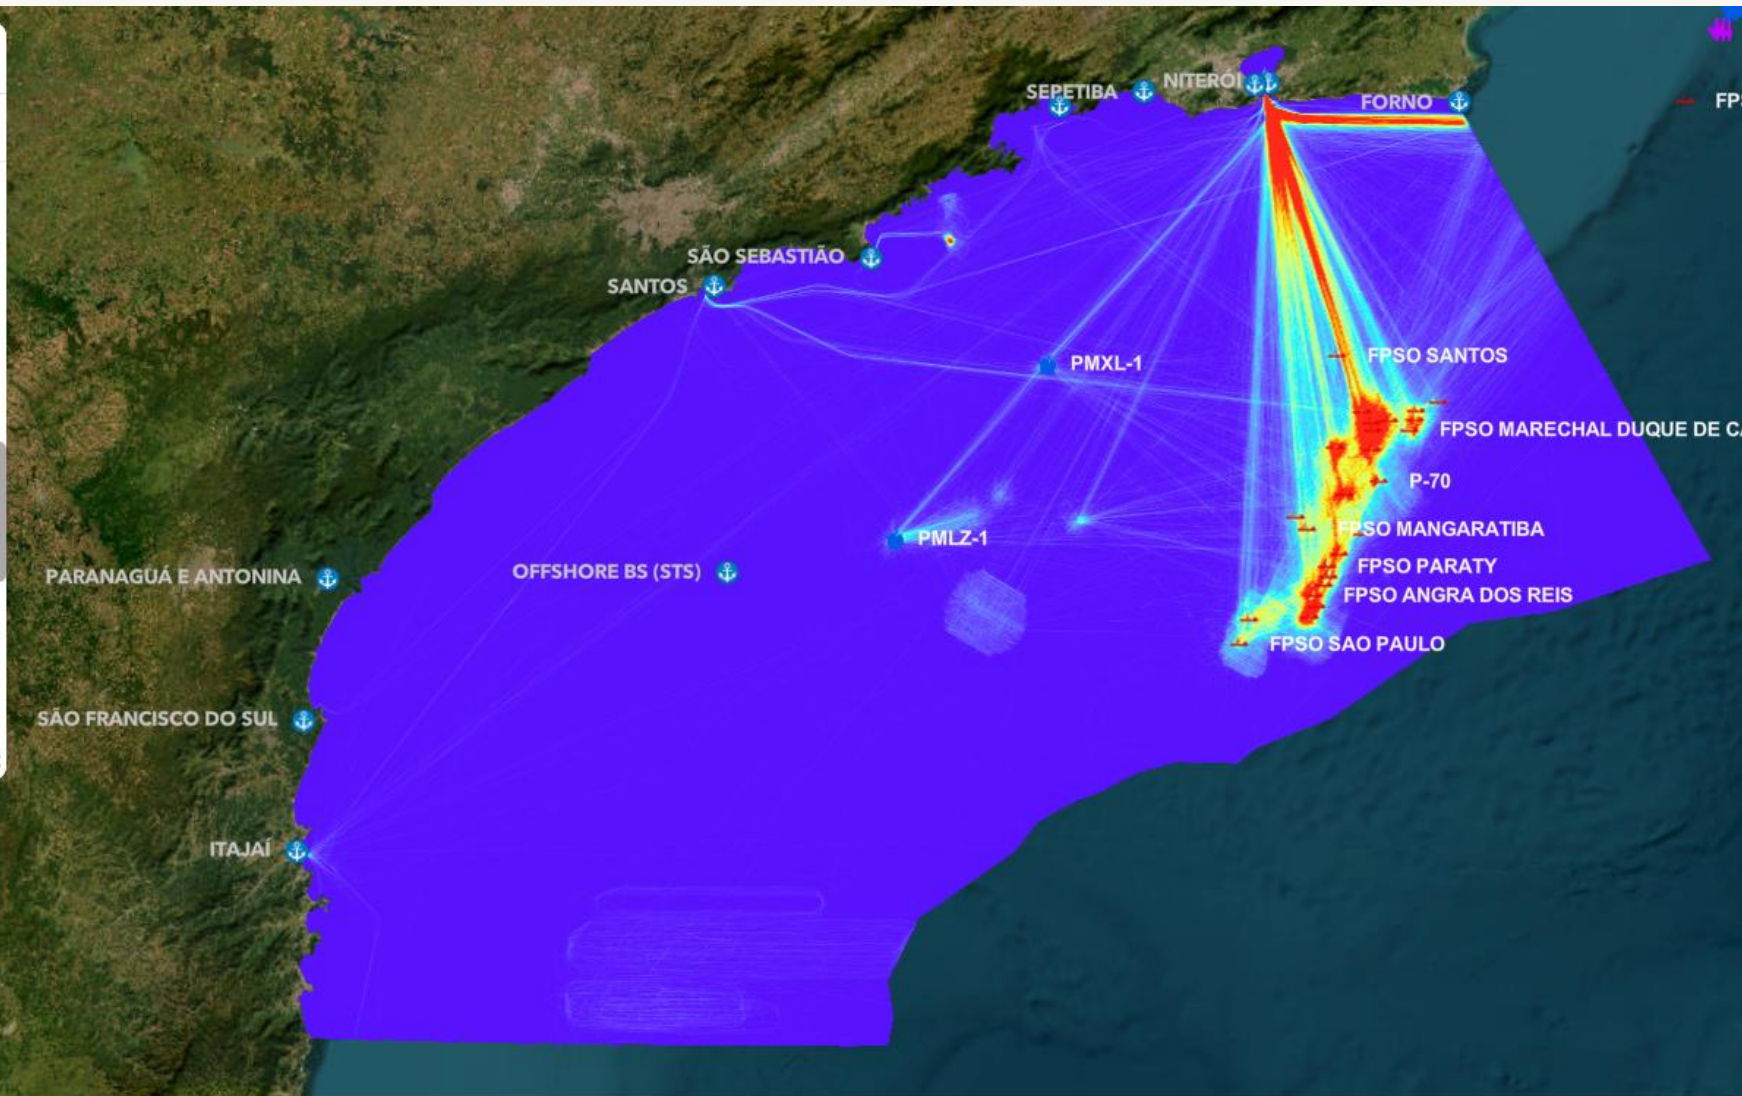 NITERÓI
SEPETIBA
FORNO
FPS
SÃO SEBASTIÃO
SANTOS
FPSO SANTOS
PMXL-1
FPSO MARECHAL DUQUE DE CA
P-70
FPSO MANGARATIBA
PMLZ-1
FPSO PARATY
OFFSHORE BS (STS)
PARANAGUÁ E ANTONINA
FPSO ANGRA DOS REIS
FPSO SAO PAULO
SÃO FRANCISCO DO SUL
ITAJAÍ